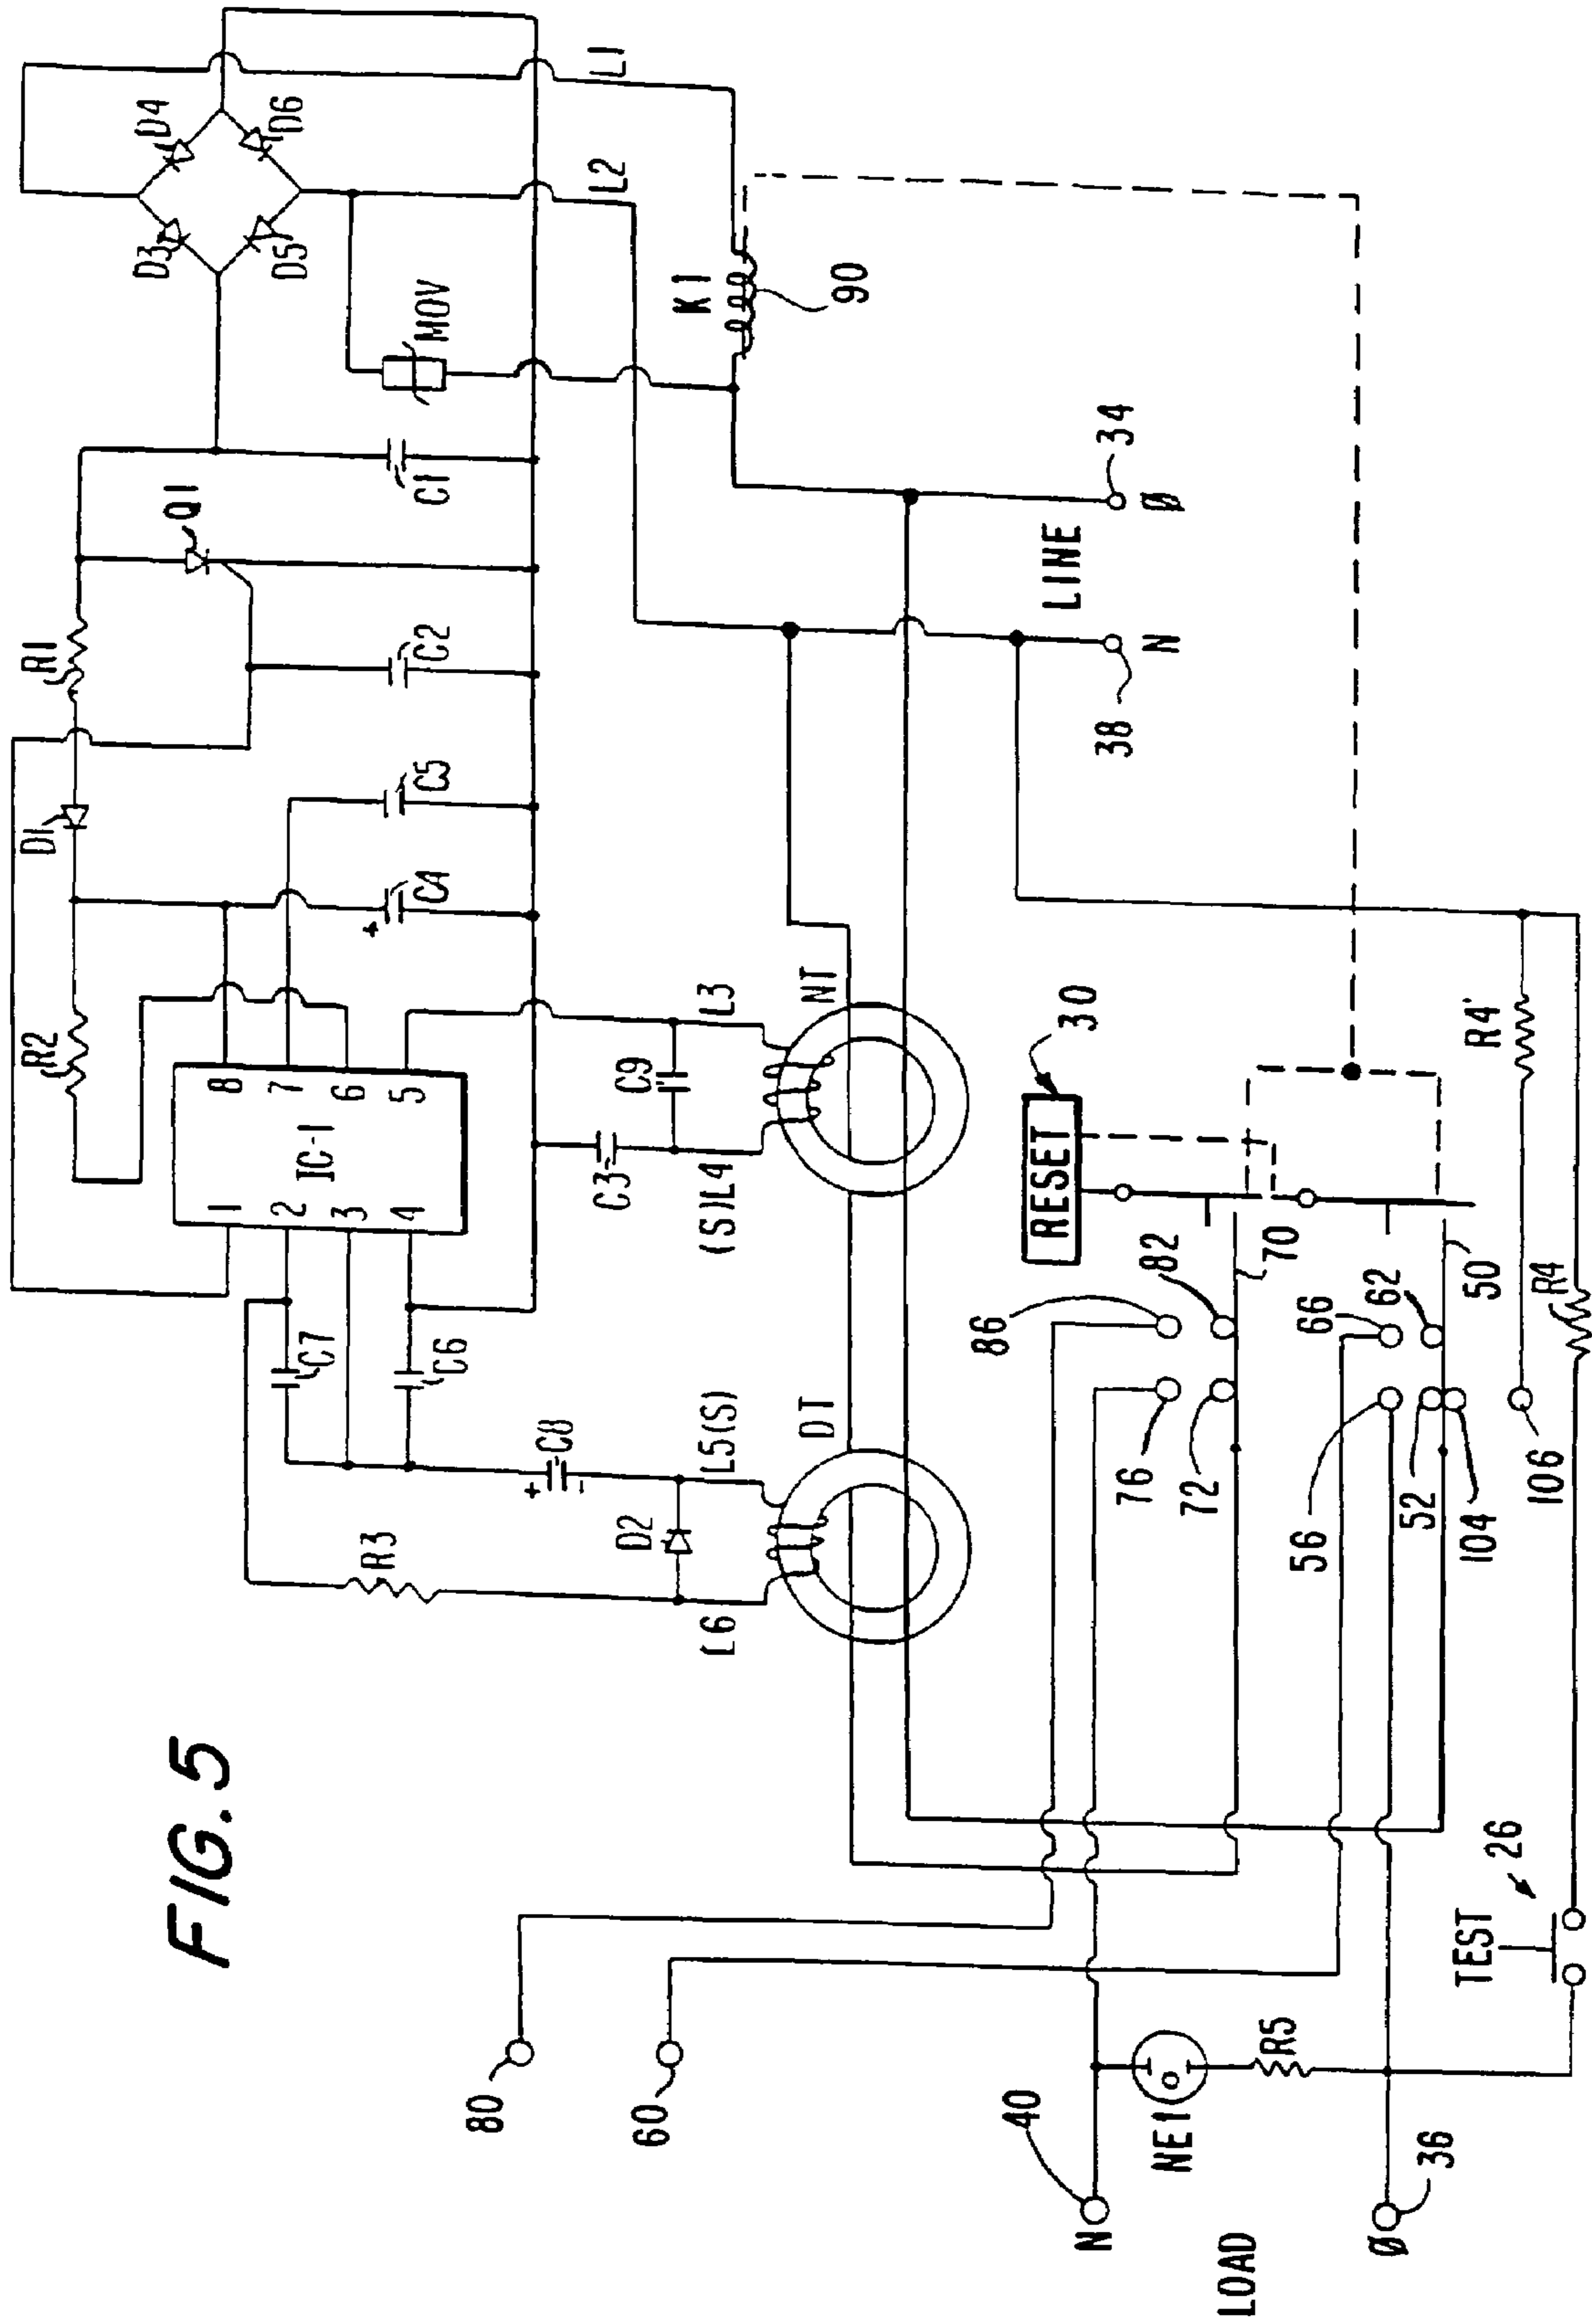 FIG. 5
D4
D6
D3
D5
L1
L2
MOV
K1
90
Q1
C1
R1
C2
34
Ø
LINE
N
38
D1
C5
+
C4
R2
8
7
6
5
IC-1
1
2
3
4
C9
L3
C3
(S)L4
NT
C7
C6
+
C8
-
R3
D2
L5(S)
L6
DT
30
RESET
R4'
R4
82
70
86
76
72
66
62
50
56
52
104
106
26
TEST
80
60
40
N
NE1
R5
LOAD
Ø
36